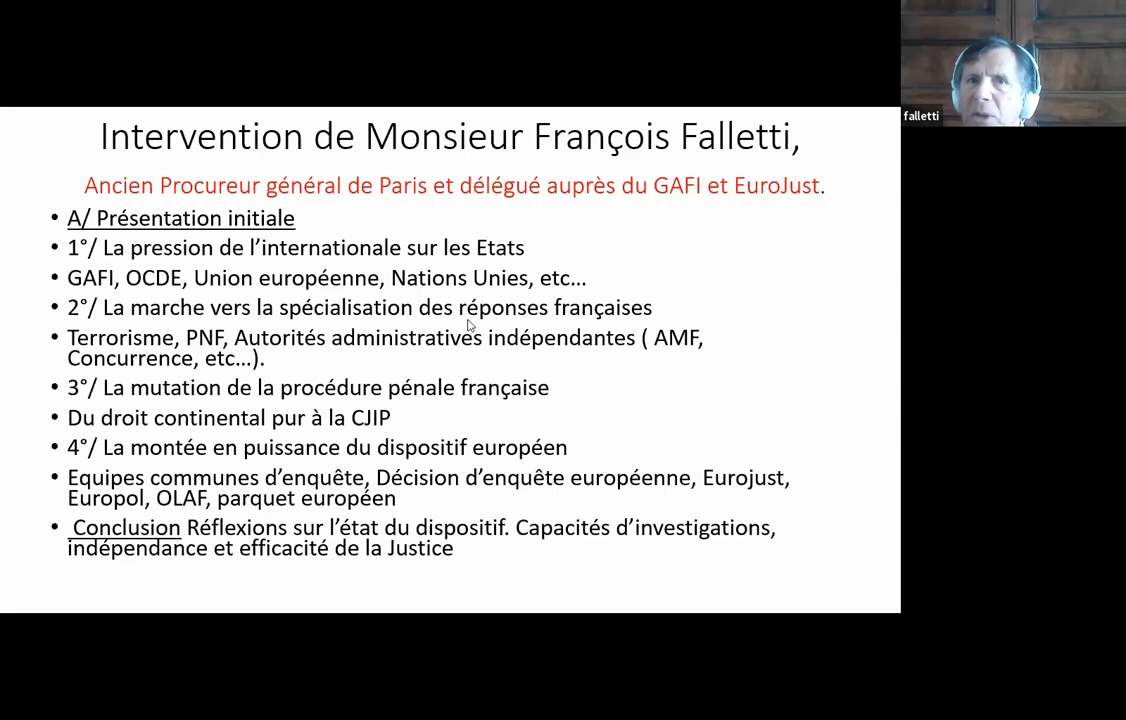 Intervention de Monsieur François Falletti,
falletti
Ancien Procureur général de Paris et délégué auprès du GAFI et EuroJust.
• A/ Présentation initiale
• 1°/ La pression de l’internationale sur les Etats
• GAFI, OCDE, Union européenne, Nations Unies, etc…
• 2°/ La marche vers la spécialisation des réponses françaises
• Terrorisme, PNF, Autorités administratives indépendantes ( AMF,
Concurrence, etc…).
• 3°/ La mutation de la procédure pénale française
• Du droit continental pur à la CJIP
• 4°/ La montée en puissance du dispositif européen
• Equipes communes d’enquête, Décision d’enquête européenne, Eurojust,
Europol, OLAF, parquet européen
• Conclusion Réflexions sur l’état du dispositif. Capacités d’investigations,
indépendance et efficacité de la Justice